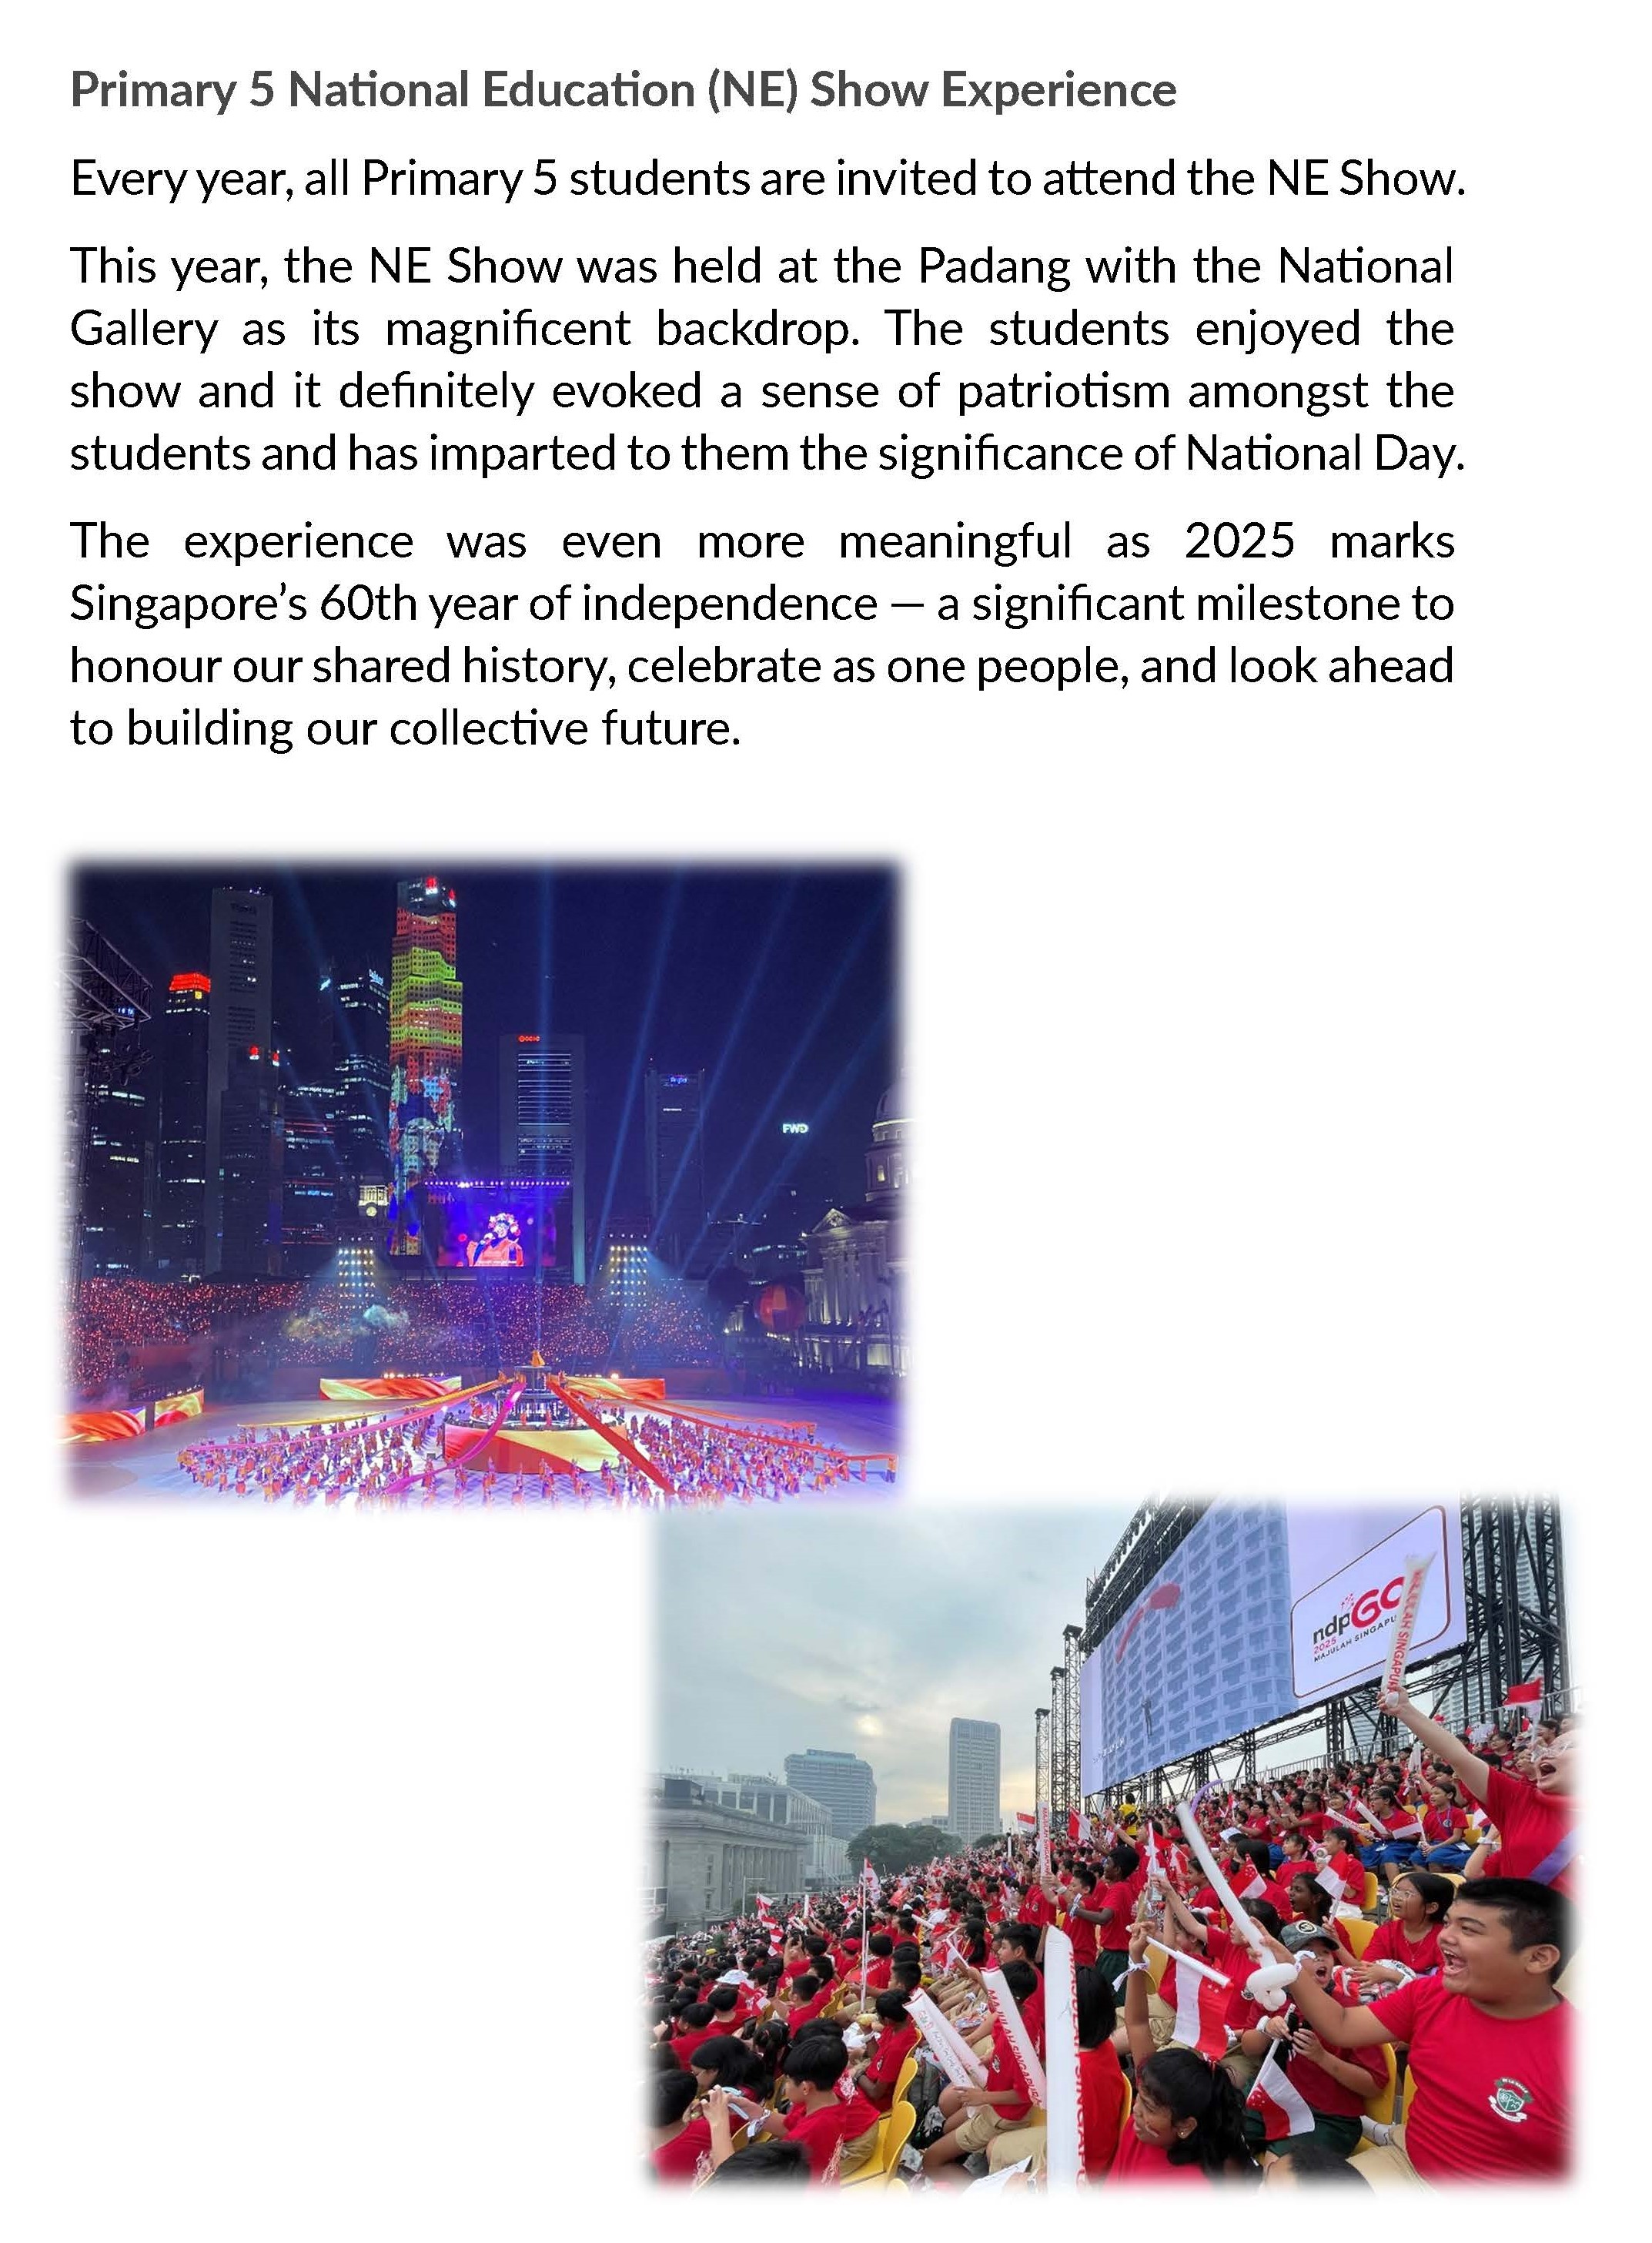 Primary 5 National Education (NE) Show Experience
Every year, all Primary 5 students are invited to attend the NE Show.
This year, the NE Show was held at the Padang with the National
Gallery as its magnificent backdrop. The students enjoyed the
show and it definitely evoked a sense of patriotism amongst the
students and has imparted to them the significance of National Day.
The experience was even more meaningful as 2025 marks
Singapore’s 60th year of independence — a significant milestone to
honour our shared history, celebrate as one people, and look ahead
to building our collective future.
FWD
ndp
2025
MAJULAH
MAJULAH SINGAPURA